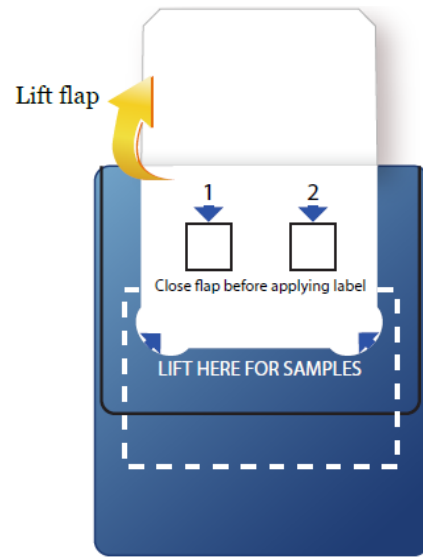 Lift flap
1 2
Close flap before applying label
LIFT HERE FOR SAMPLES